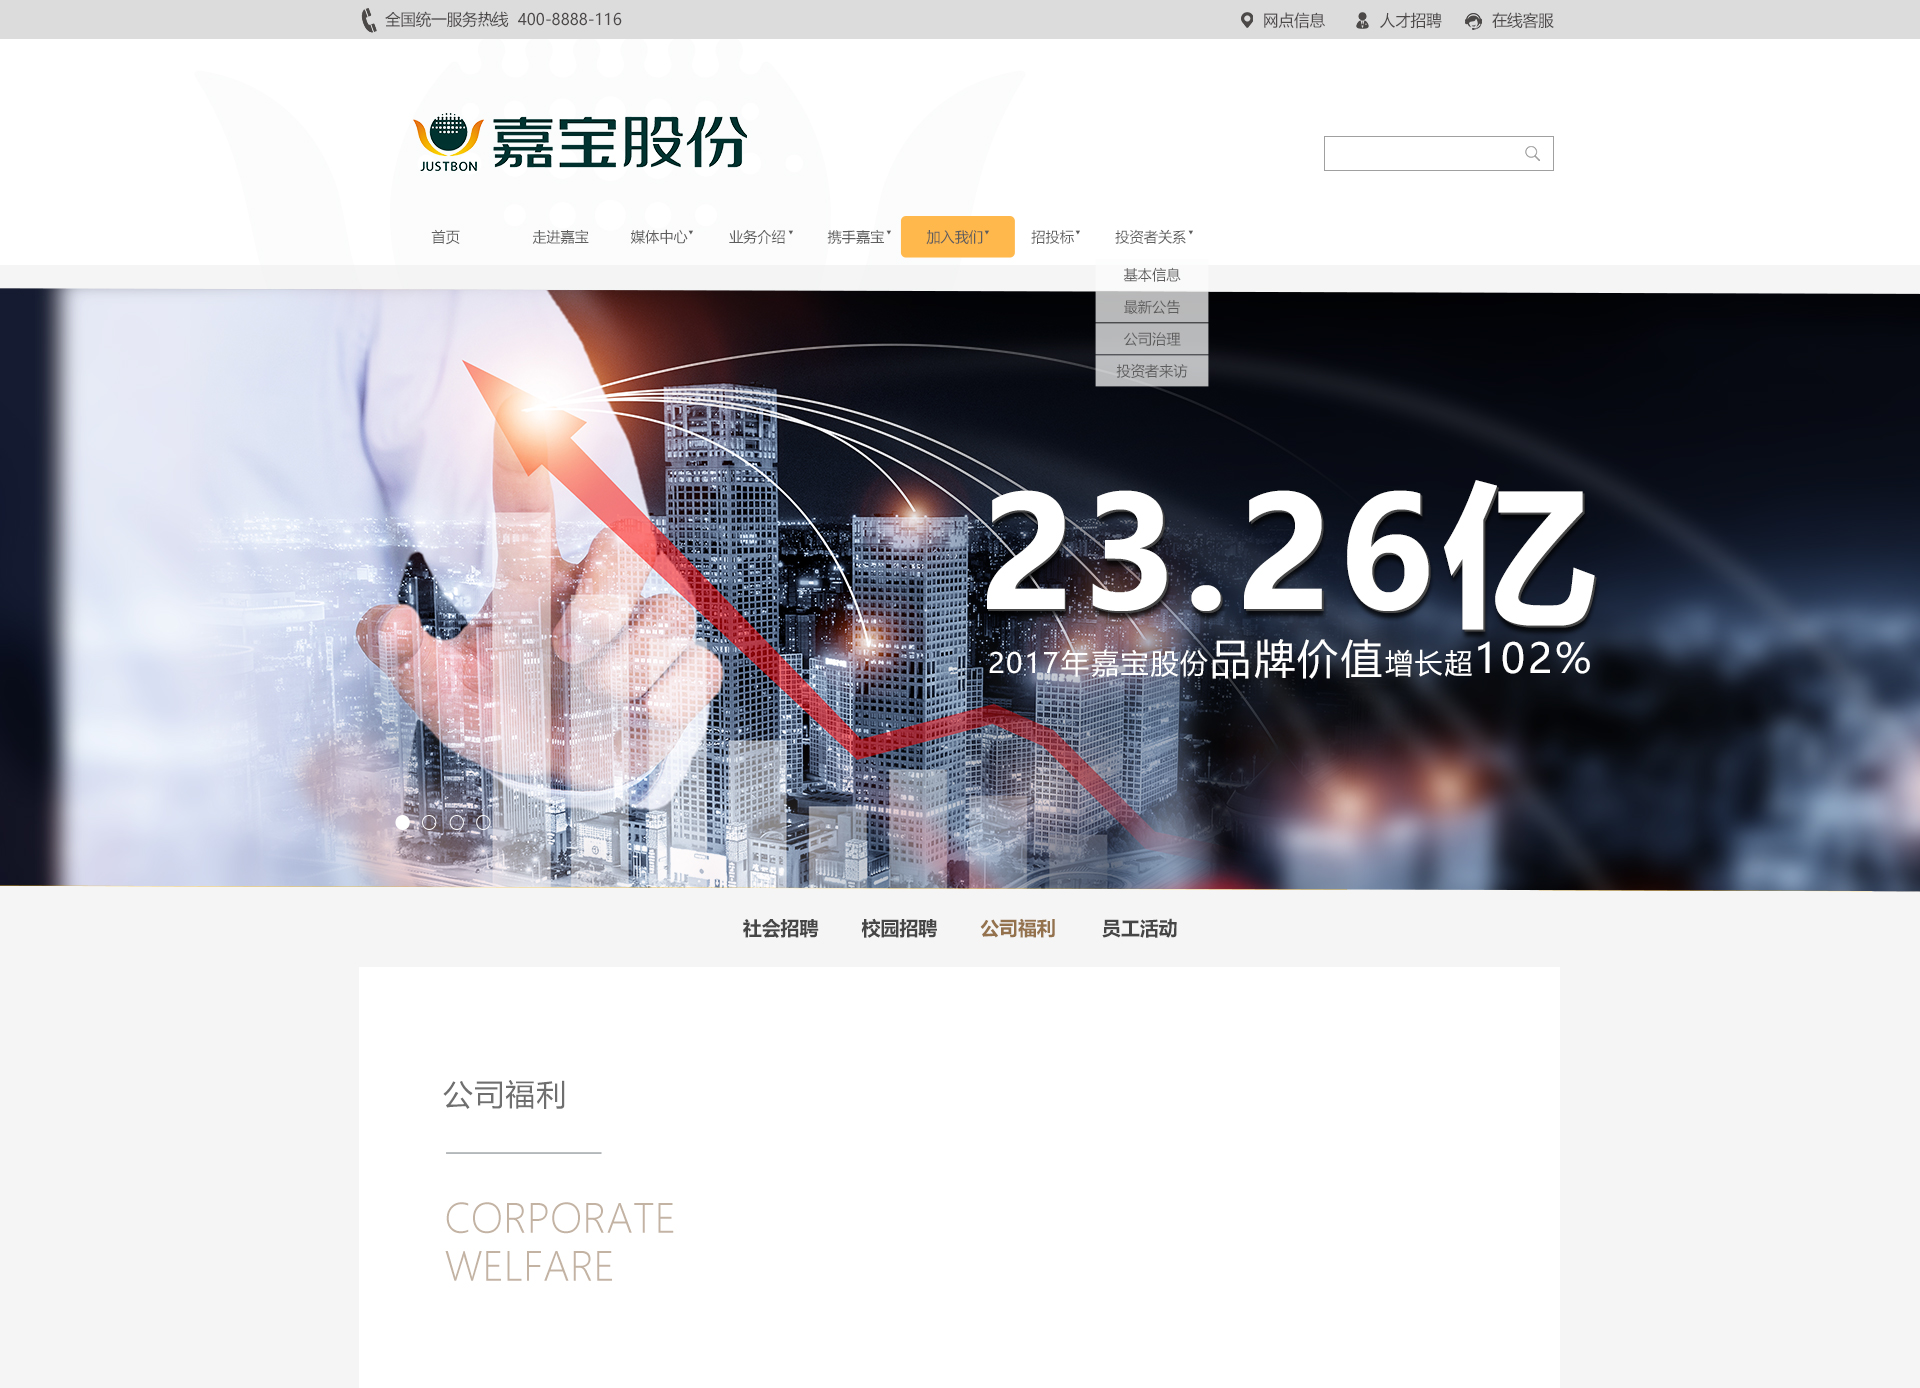 全国统一服务热线 400-8888-116
网点信息 人才招聘 在线客服
嘉宝股份
JUSTBON
首页 走进嘉宝 媒体中心 业务介绍 携手嘉宝 加入我们 招投标 投资者关系
基本信息
最新公告
公司治理
投资者来访
23.26亿
2017年嘉宝股份品牌价值增长超102%
社会招聘 校园招聘 公司福利 员工活动
公司福利
CORPORATE
WELFARE